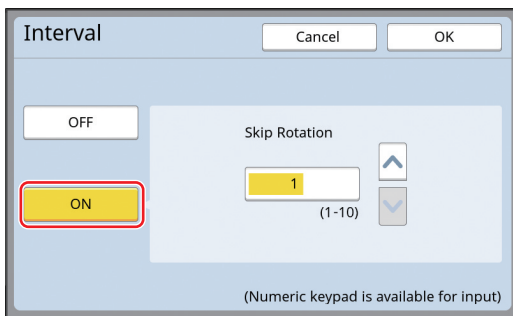 Interval
Cancel
OK
OFF
Skip Rotation
1
ON
(1-10)
(Numeric keypad is available for input)